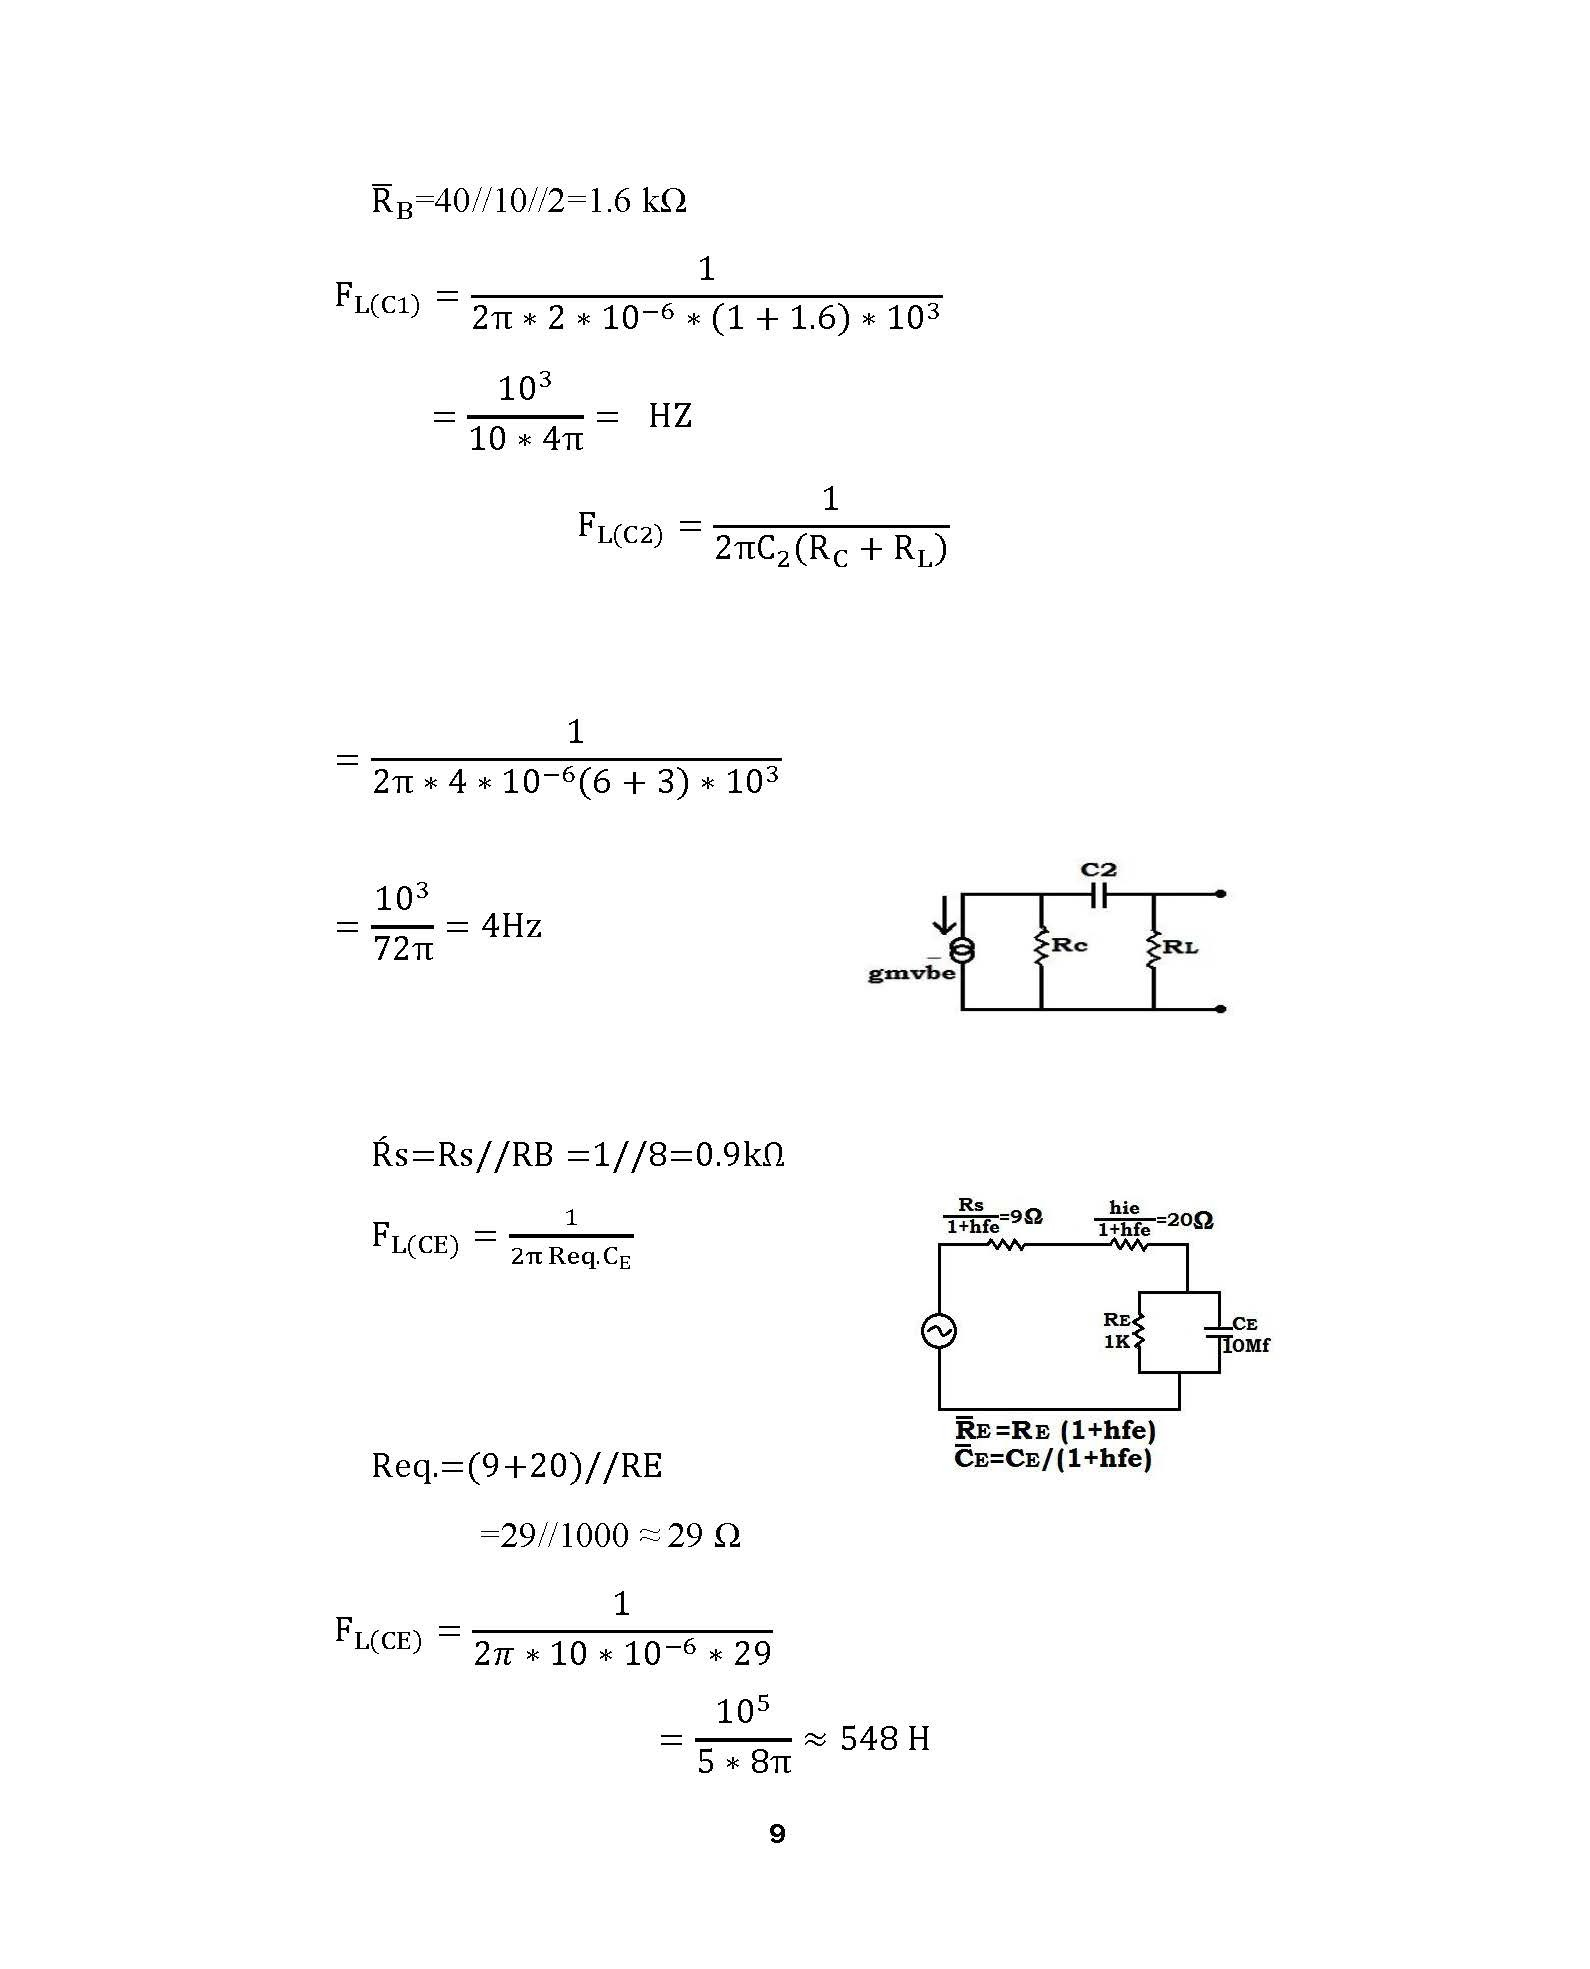 R̅B=40//10//2=1.6 kΩ
FL(C1) = 1 / (2π ∗ 2 ∗ 10⁻⁶ ∗ (1 + 1.6) ∗ 10³)
= 10³ / (10 ∗ 4π) = HZ
FL(C2) = 1 / (2πC₂(RC + RL))
= 1 / (2π ∗ 4 ∗ 10⁻⁶(6 + 3) ∗ 10³)
= 10³ / 72π = 4Hz
C2
Rc
RL
gmvb̅e
Ŕs=Rs//RB =1//8=0.9kΩ
FL(CE) = 1 / (2π Req.CE)
Rs / 1+hfe =9Ω
hie / 1+hfe =20Ω
RE
1K
CE
10Mf
R̅E=RE (1+hfe)
C̅E=CE/(1+hfe)
Req.=(9+20)//RE
=29//1000 ≈ 29 Ω
FL(CE) = 1 / (2π ∗ 10 ∗ 10⁻⁶ ∗ 29)
= 10⁵ / (5 ∗ 8π) ≈ 548 H
9